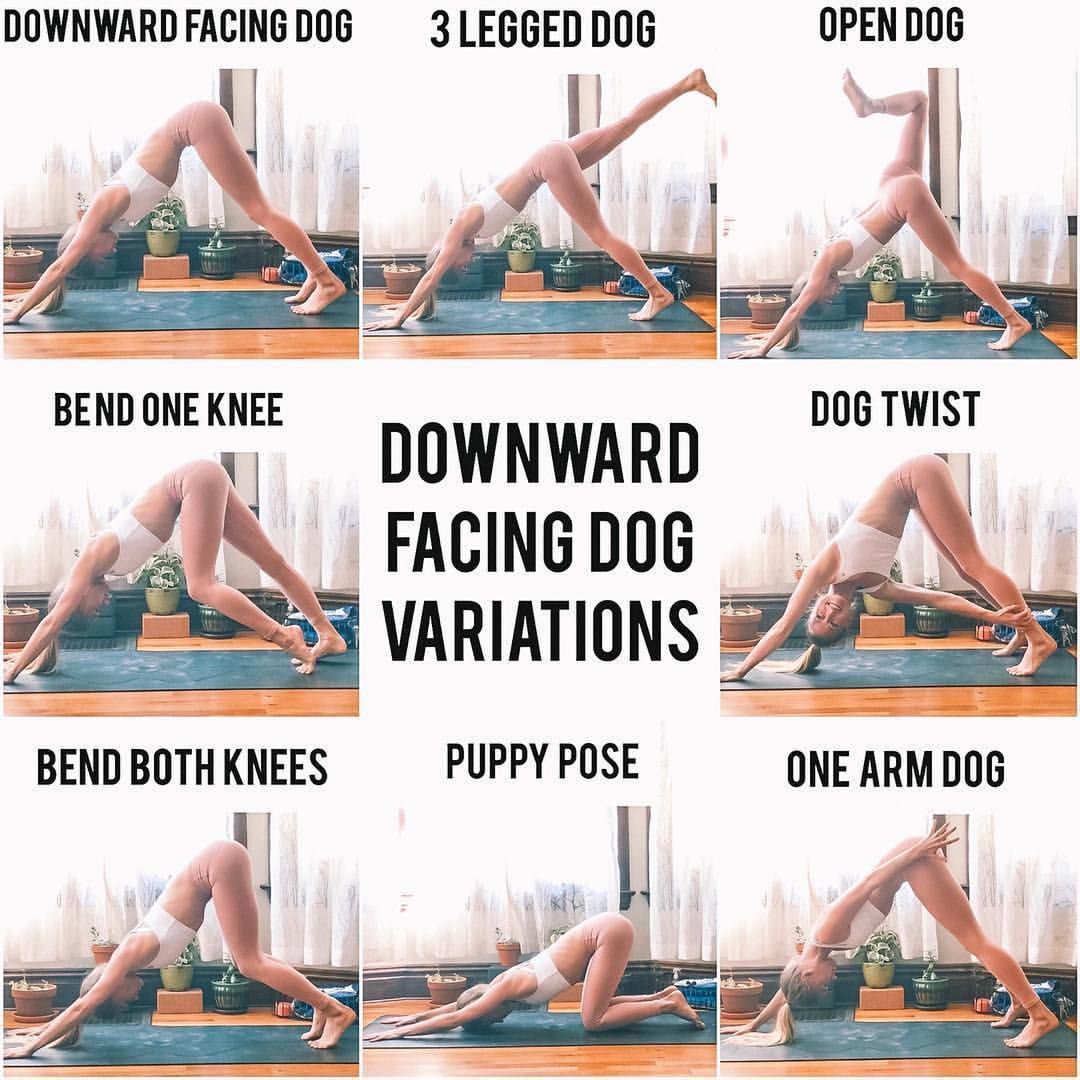 DOWNWARD FACING DOG
3 LEGGED DOG
OPEN DOG
BEND ONE KNEE
DOWNWARD
FACING DOG
VARIATIONS
DOG TWIST
BEND BOTH KNEES
PUPPY POSE
ONE ARM DOG